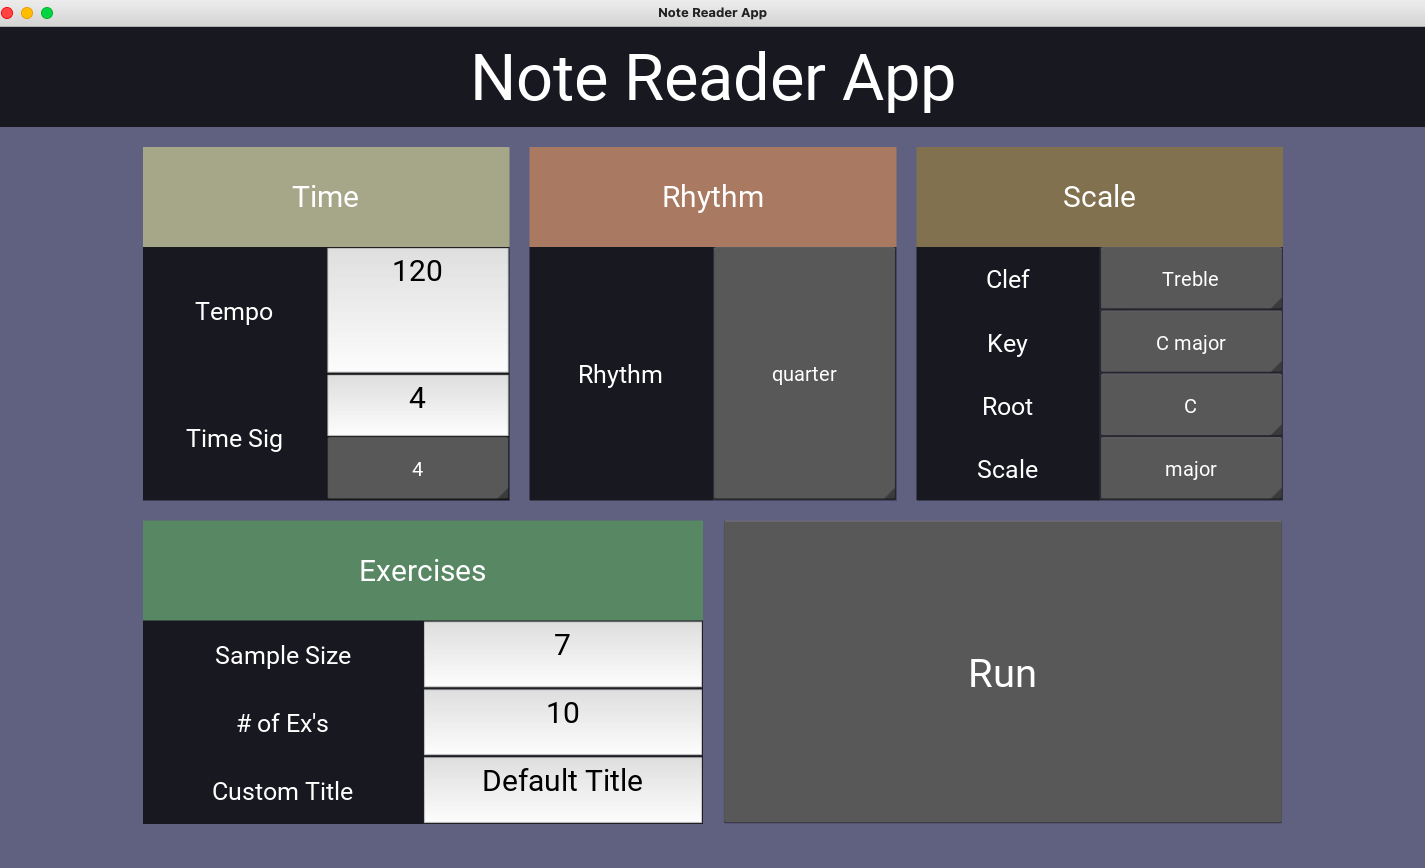 Note Reader App
Note Reader App
Time
Tempo
120
Time Sig
4
4
Rhythm
Rhythm
quarter
Scale
Clef
Treble
Key
C major
Root
C
Scale
major
Exercises
Sample Size
7
# of Ex's
10
Custom Title
Default Title
Run